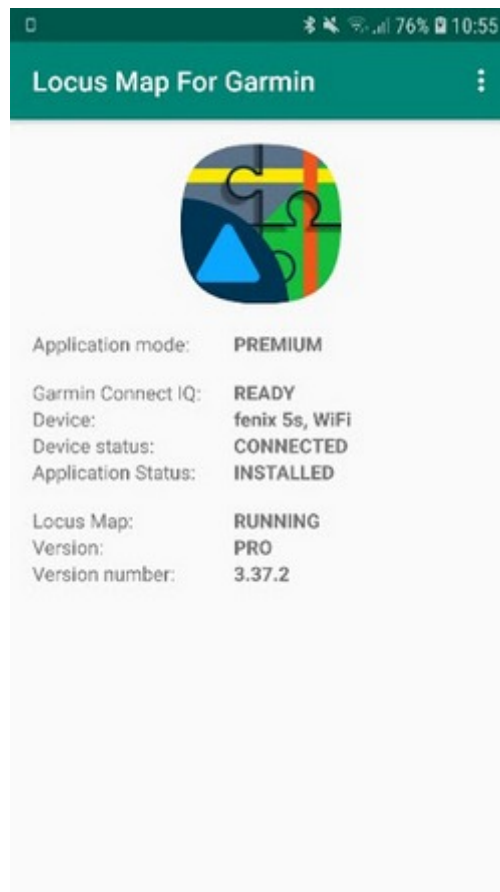 76% 10:55
Locus Map For Garmin
Application mode: PREMIUM
Garmin Connect IQ: READY
Device: fenix 5s, WiFi
Device status: CONNECTED
Application Status: INSTALLED
Locus Map: RUNNING
Version: PRO
Version number: 3.37.2